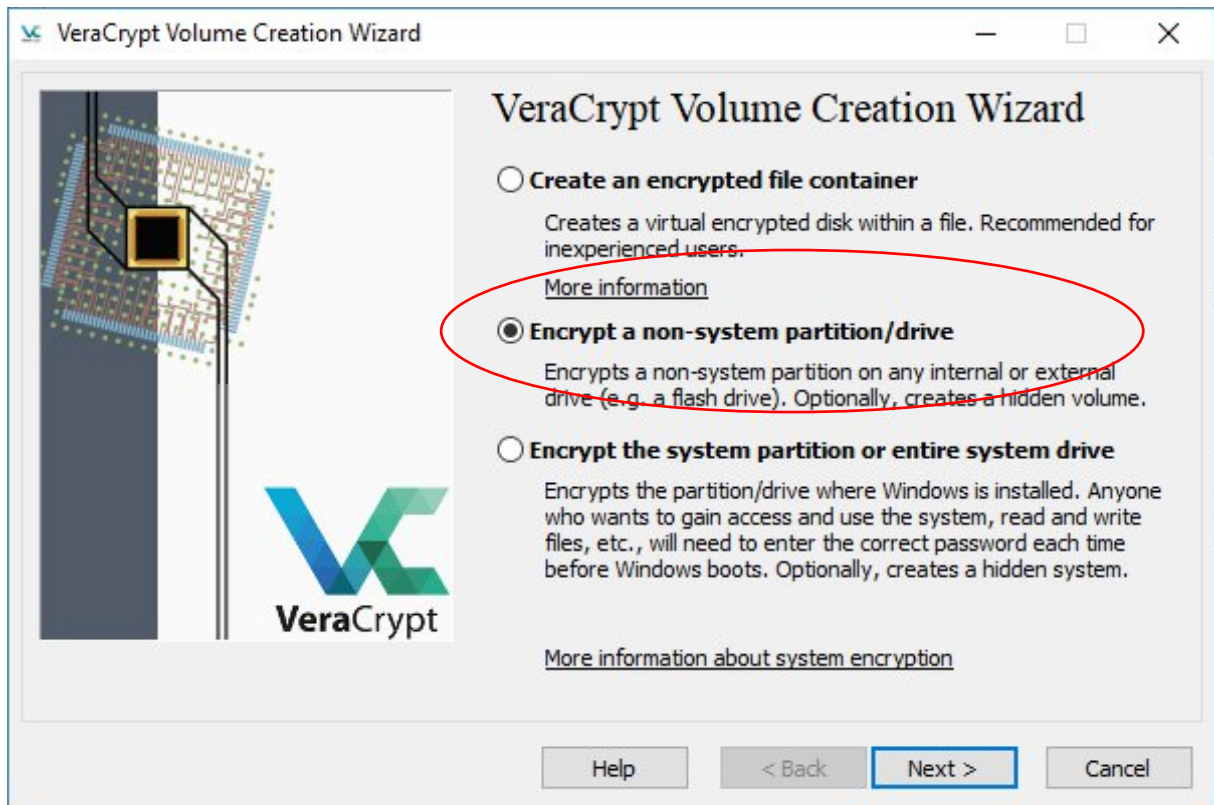 VeraCrypt Volume Creation Wizard
VeraCrypt Volume Creation Wizard
Create an encrypted file container
Creates a virtual encrypted disk within a file. Recommended for
inexperienced users.
More information
Encrypt a non-system partition/drive
Encrypts a non-system partition on any internal or external
drive (e.g. a flash drive). Optionally, creates a hidden volume.
Encrypt the system partition or entire system drive
Encrypts the partition/drive where Windows is installed. Anyone
who wants to gain access and use the system, read and write
files, etc., will need to enter the correct password each time
before Windows boots. Optionally, creates a hidden system.
VeraCrypt
More information about system encryption
Help
< Back
Next >
Cancel